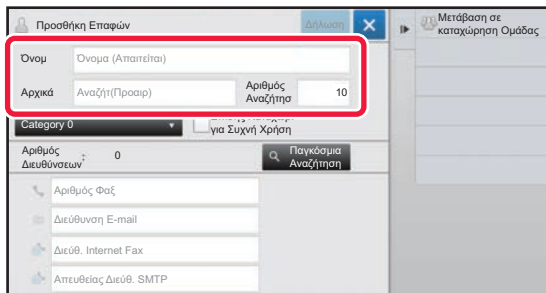 Προσθήκη Επαφών
Δήλωση
Μετάβαση σε
καταχώρηση Ομάδας
Όνομ
Όνομα (Απαιτείται)
Αρχικά
Αναζήτ(Προαιρ)
Αριθμός
Αναζήτησ
10
Category 0
για Συχνή Χρήση
Αριθμός
Διευθύνσεων
:
0
Παγκόσμια
Αναζήτηση
Αριθμός Φαξ
Διεύθυνση E-mail
Διεύθ. Internet Fax
Απευθείας Διεύθ. SMTP